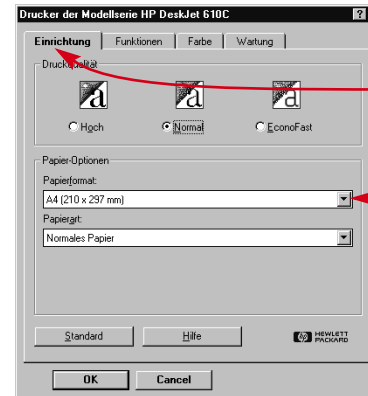 Drucker der Modellserie HP DeskJet 610C ?
Einrichtung Funktionen Farbe Wartung
Druckqualität
a a a
Hoch Normal EconoFast
Papier-Optionen
Papierformat:
A4 (210 x 297 mm)
Papierart:
Normales Papier
Standard Hilfe hp HEWLETT
PACKARD
OK Cancel